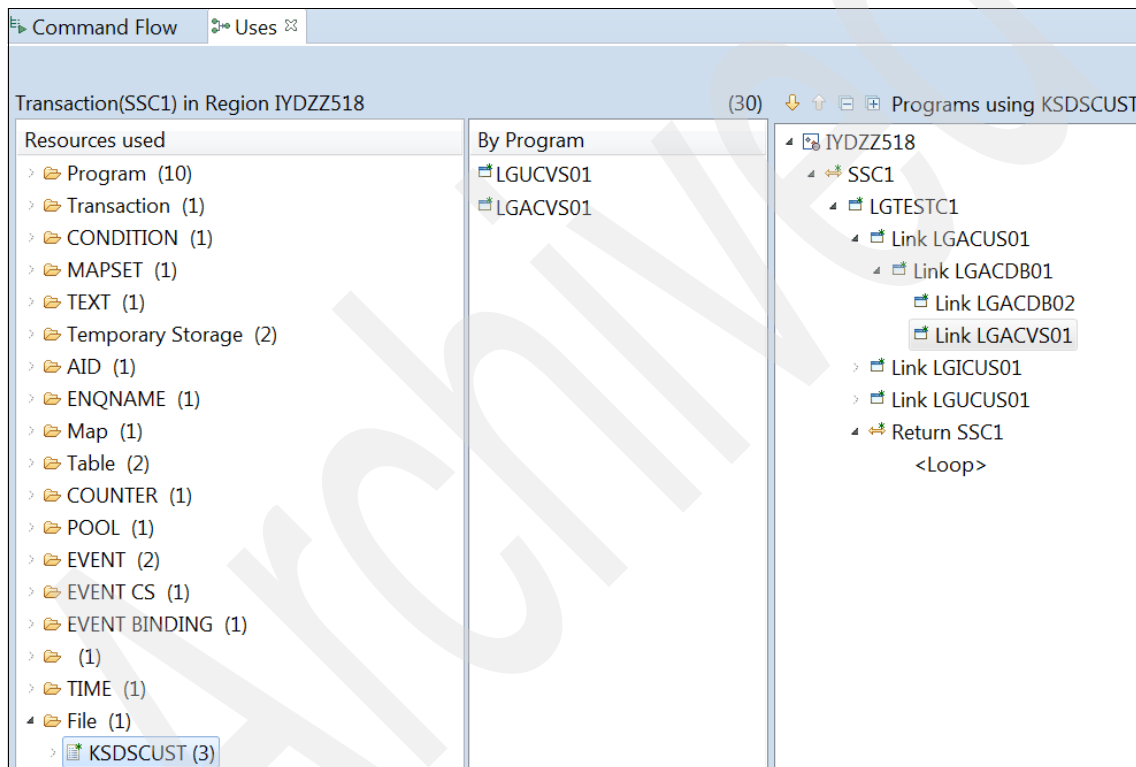 Command Flow
Uses
Transaction(SSC1) in Region IYDZZ518
(30)
Programs using KSDSCUST
Resources used
Program (10)
Transaction (1)
CONDITION (1)
MAPSET (1)
TEXT (1)
Temporary Storage (2)
AID (1)
ENQNAME (1)
Map (1)
Table (2)
COUNTER (1)
POOL (1)
EVENT (2)
EVENT CS (1)
EVENT BINDING (1)
(1)
TIME (1)
File (1)
KSDSCUST (3)
By Program
LGUCVS01
LGACVS01
IYDZZ518
SSC1
LGTESTC1
Link LGACUS01
Link LGACDB01
Link LGACDB02
Link LGACVS01
Link LGICUS01
Link LGUCUS01
Return SSC1
<Loop>
Archived